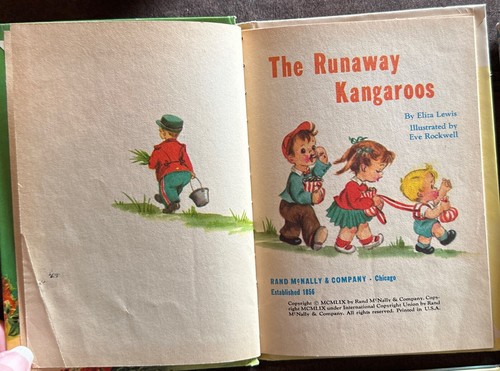 The Runaway
Kangaroos
By Eliza Lewis
Illustrated by
Eve Rockwell
RAND MCNALLY & COMPANY · Chicago
Established 1856
Copyright © MCMLIX by Rand McNally & Company. Copy-
right MCMLIX under International Copyright Union by Rand
McNally & Company. All rights reserved. Printed in U.S.A.